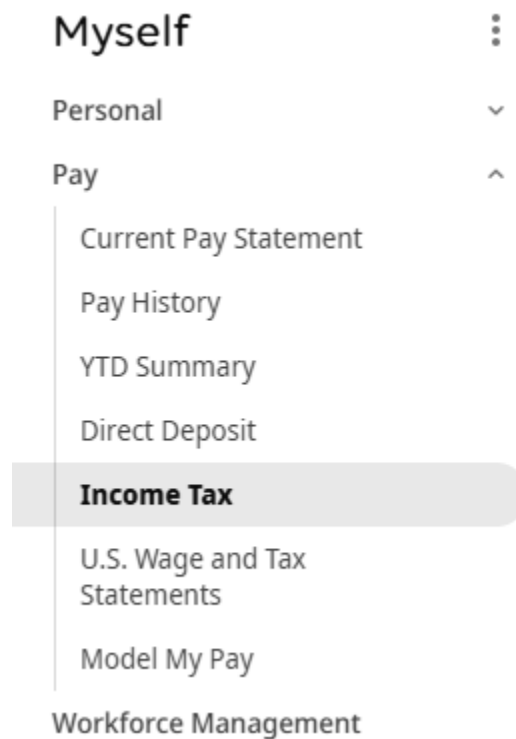 Myself
Personal
Pay
Current Pay Statement
Pay History
YTD Summary
Direct Deposit
Income Tax
U.S. Wage and Tax
Statements
Model My Pay
Workforce Management